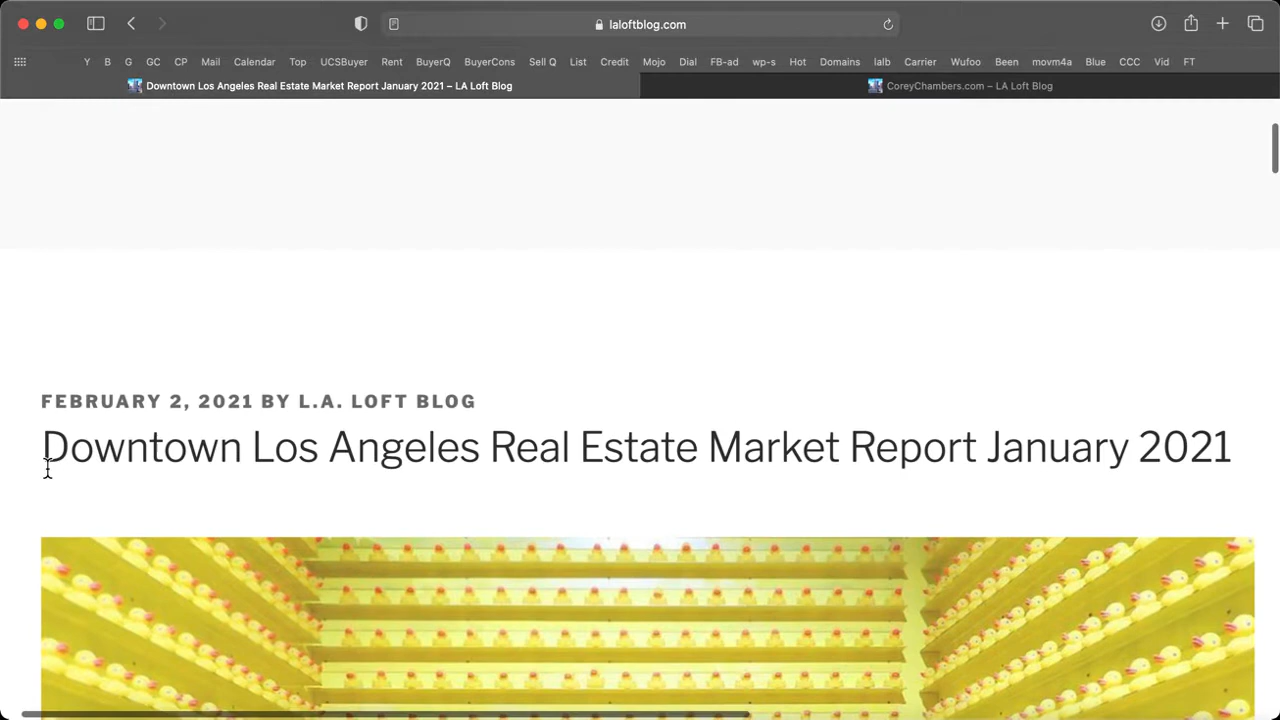 laloftblog.com
Y B G GC CP Mail Calendar Top UCSBuyer Rent BuyerQ BuyerCons Sell Q List Credit Mojo Dial FB-ad wp-s Hot Domains lalb Carrier Wufoo Been movm4a Blue CCC Vid FT
Downtown Los Angeles Real Estate Market Report January 2021 – LA Loft Blog
CoreyChambers.com – LA Loft Blog
FEBRUARY 2, 2021 BY L.A. LOFT BLOG
Downtown Los Angeles Real Estate Market Report January 2021